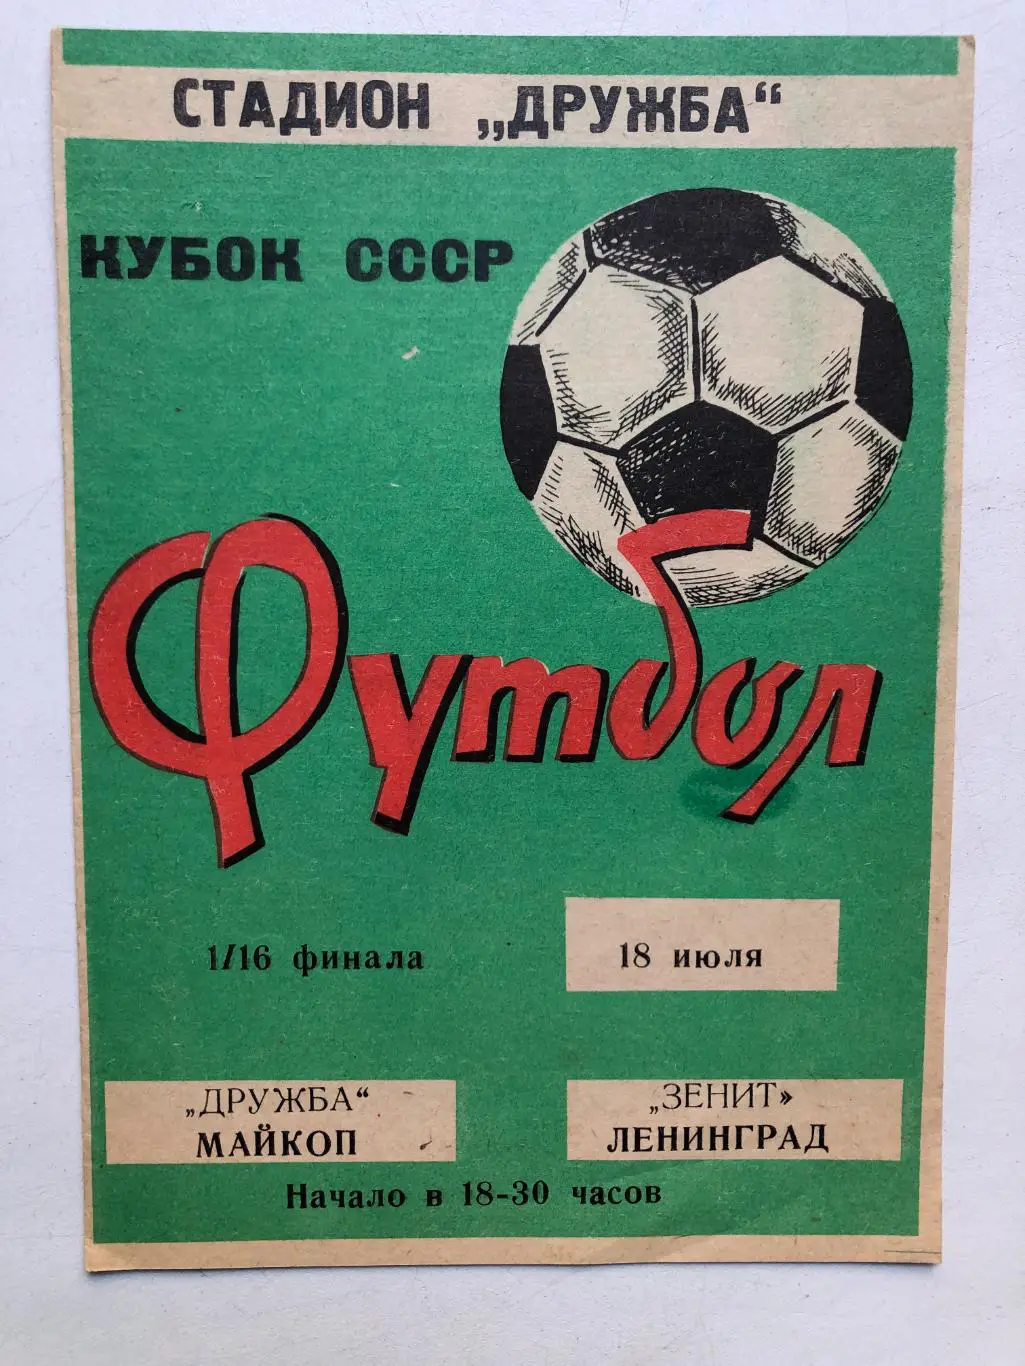 СТАДИОН „ДРУЖБА“
КУБОК СССР
Футбол
1/16 финала
18 июля
„ДРУЖБА“
МАЙКОП
„ЗЕНИТ»
ЛЕНИНГРАД
Начало в 18-30 часов